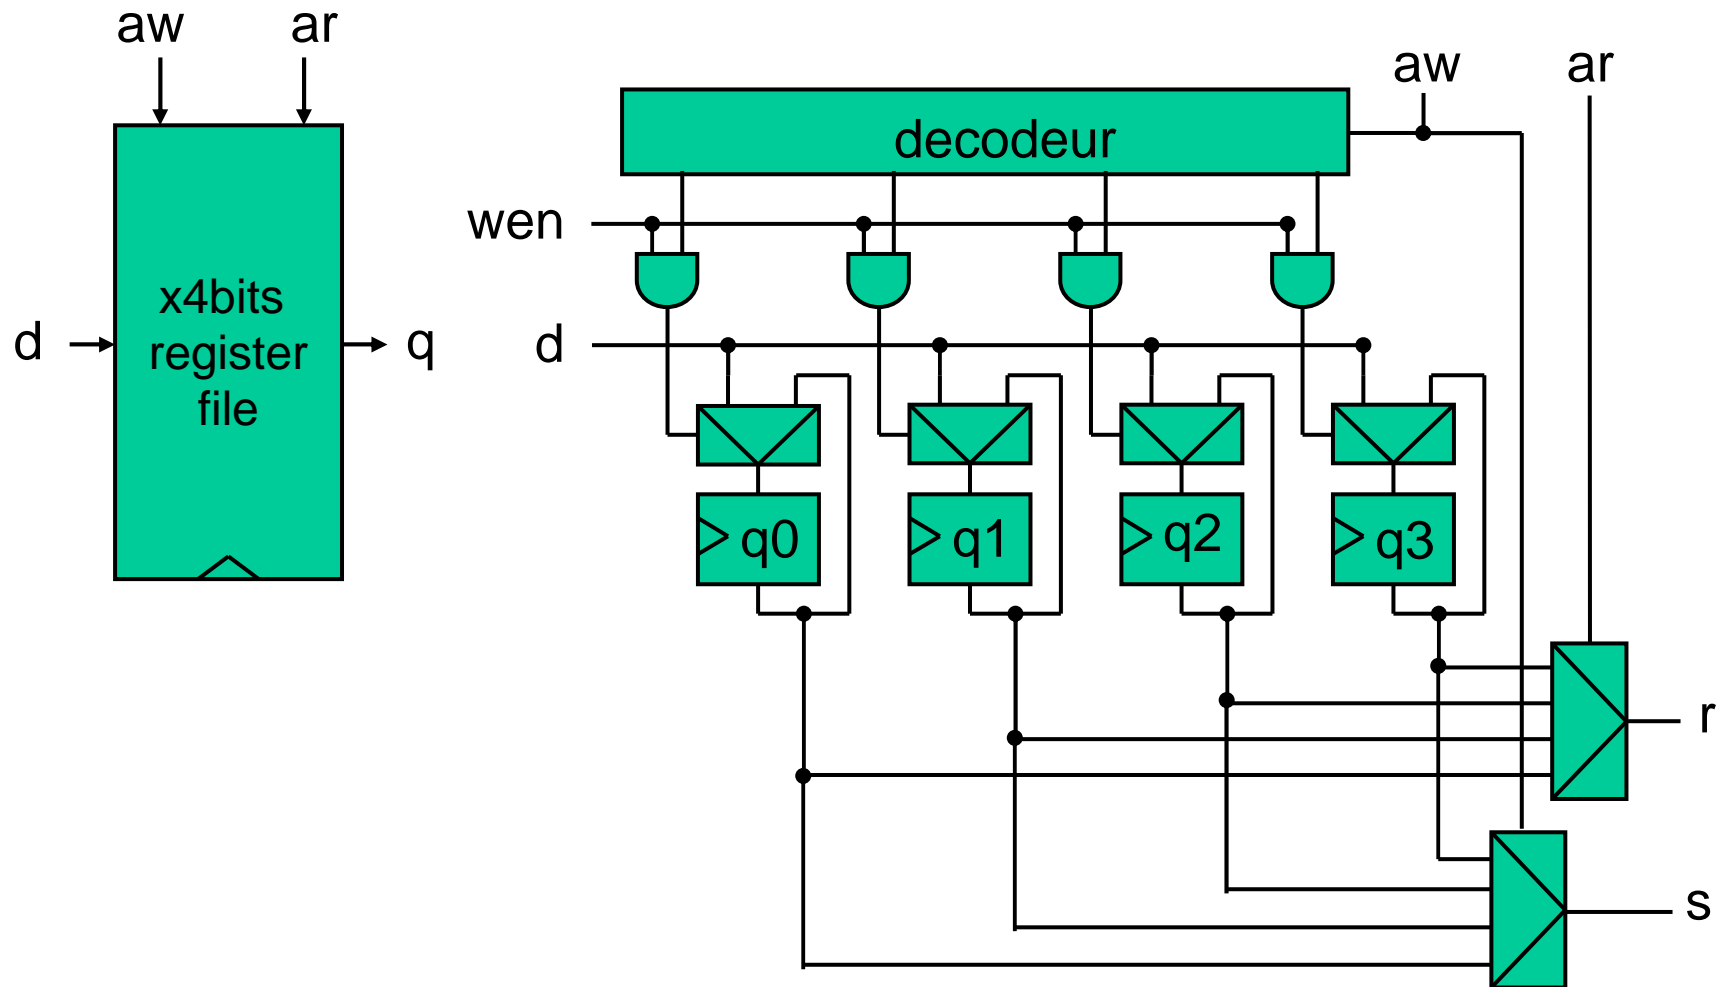 aw
ar
x4bits
register
file
d
q
aw
ar
decodeur
wen
d
q0
q1
q2
q3
r
s